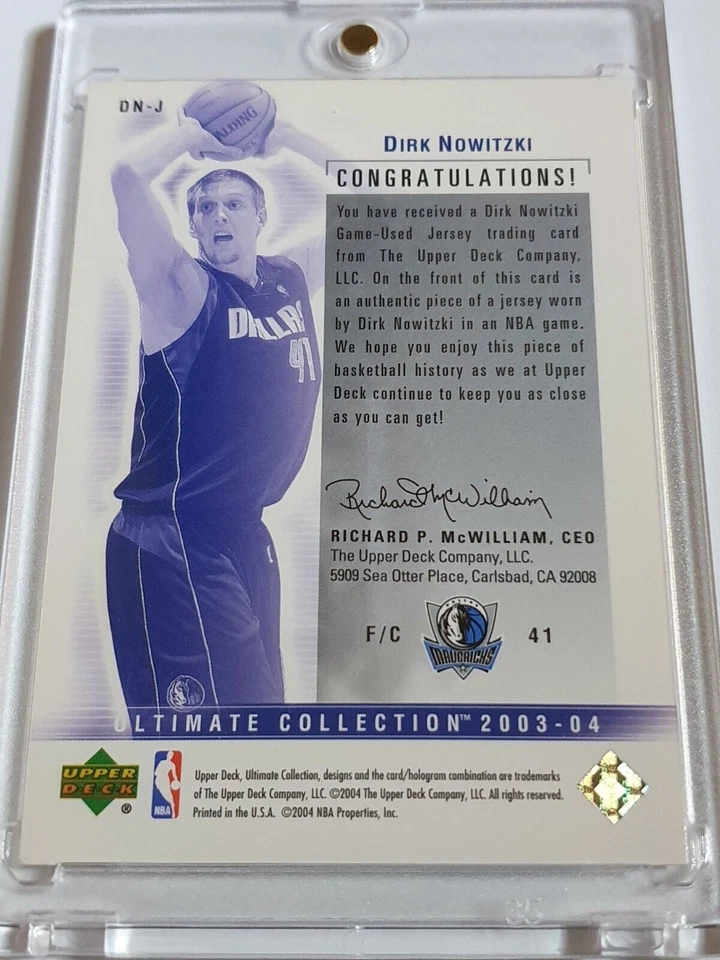 DN-J
SPALDING
DIRK NOWITZKI
CONGRATULATIONS!
You have received a Dirk Nowitzki
Game-Used Jersey trading card
from The Upper Deck Company,
LLC. On the front of this card is
an authentic piece of a jersey worn
by Dirk Nowitzki in an NBA game.
We hope you enjoy this piece of
basketball history as we at Upper
Deck continue to keep you as close
as you can get!
DALLAS
41
Richard McWilliam
RICHARD P. McWILLIAM, CEO
The Upper Deck Company, LLC.
5909 Sea Otter Place, Carlsbad, CA 92008
F/C
DALLAS
MAVERICKS
41
ULTIMATE COLLECTION™ 2003-04
UPPER
DECK
®
NBA
Upper Deck, Ultimate Collection, designs and the card/hologram combination are trademarks
of The Upper Deck Company, LLC. ©2004 The Upper Deck Company, LLC. All rights reserved.
Printed in the U.S.A. ©2004 NBA Properties, Inc.